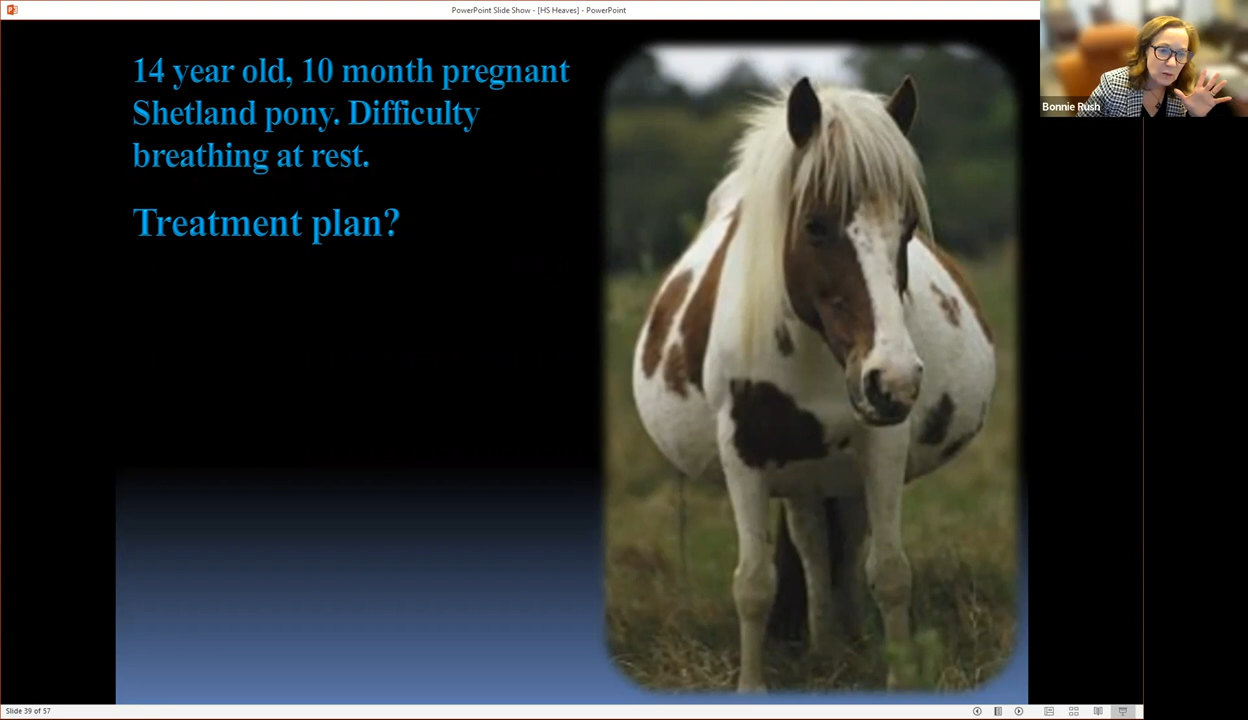 PowerPoint Slide Show - [HS Heaves] - PowerPoint
14 year old, 10 month pregnant
Shetland pony. Difficulty
breathing at rest.
Treatment plan?
Bonnie Rush
Slide 39 of 57